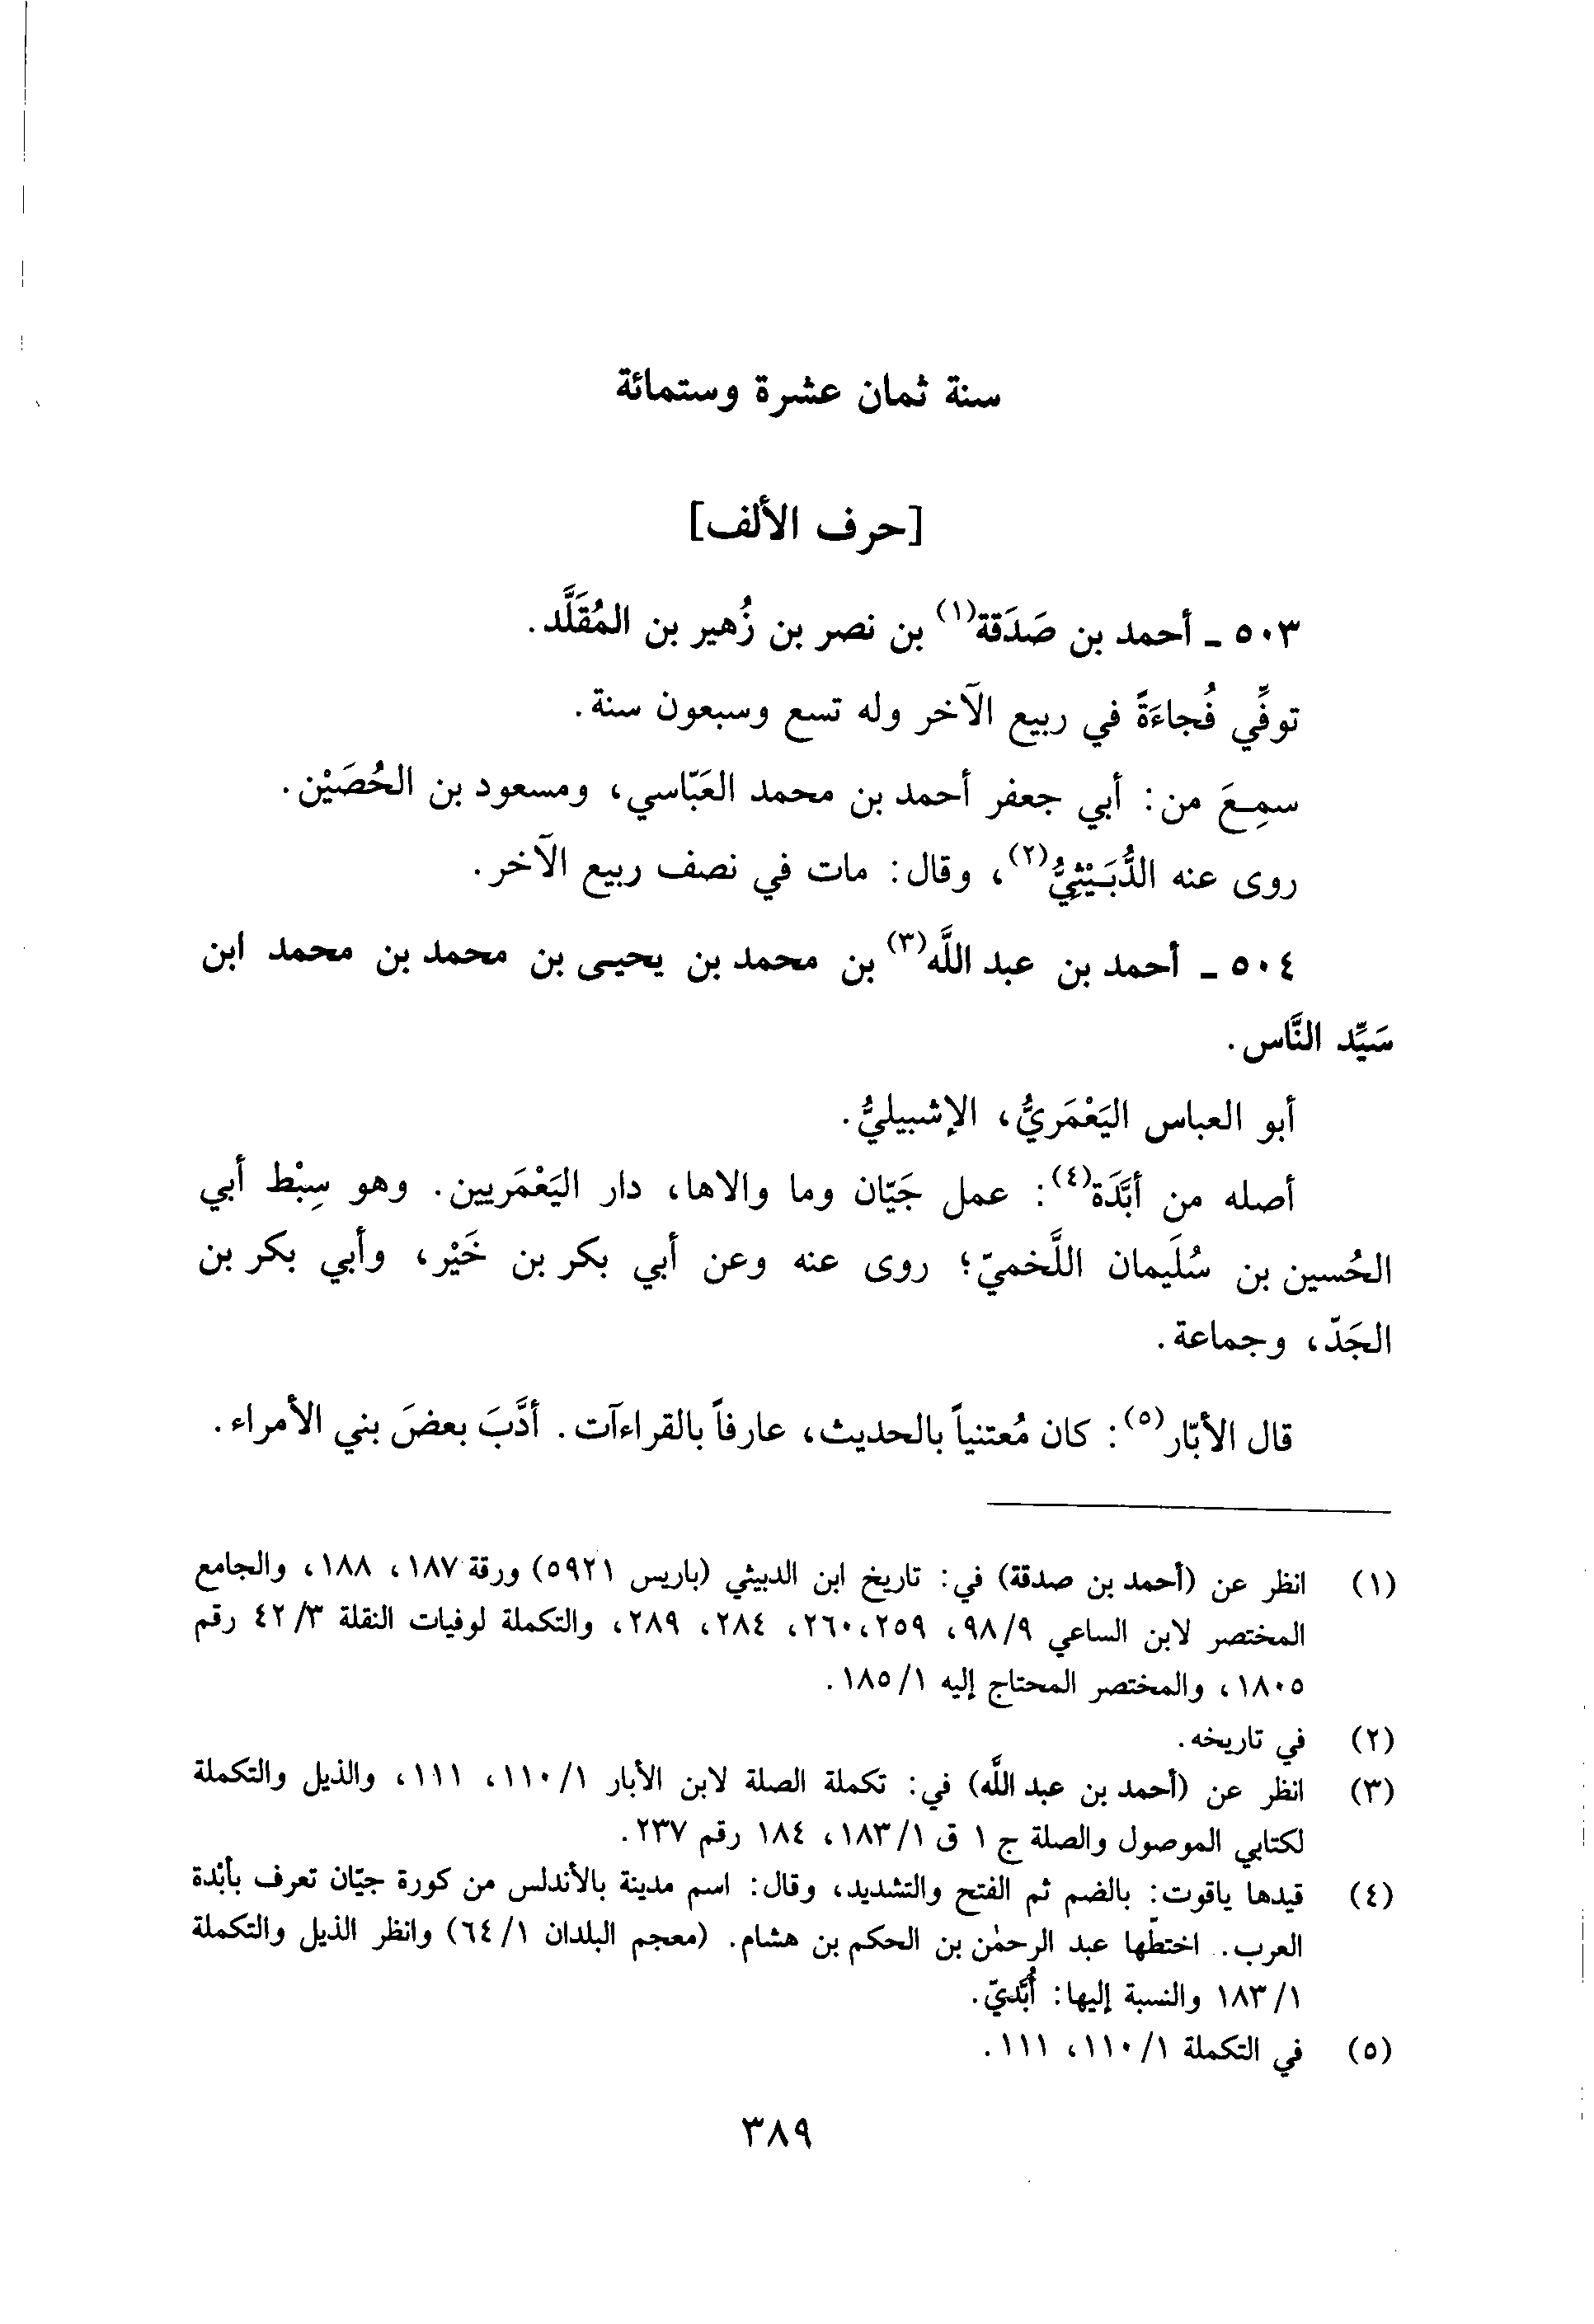 سنة ثمان عشرة وستمائة
[حرف الألف]
٥٠٣ ـ أحمد بن صَدَقة(١) بن نصر بن زُهير بن المُقَلَّد.
توفِّي فُجاءَةً في ربيع الآخر وله تسع وسبعون سنة.
سمِعَ من: أبي جعفر أحمد بن محمد العَبّاسي، ومسعود بن الحُصَيْن.
روى عنه الدُّبَيْثِيُّ(٢)، وقال: مات في نصف ربيع الآخر.
٥٠٤ ـ أحمد بن عبد اللَّه(٣) بن محمد بن يحيى بن محمد بن محمد ابن
سَيِّد النَّاس.
أبو العباس اليَعْمَريُّ، الإشبيليُّ.
أصله من أبَّدَة(٤): عمل جَيّان وما والاها، دار اليَعْمَريين. وهو سِبْط أبي
الحُسين بن سُلَيمان اللَّخميّ؛ روى عنه وعن أبي بكر بن خَيْر، وأبي بكر بن
الجَدّ، وجماعة.
قال الأبّار(٥): كان مُعتنياً بالحديث، عارفاً بالقراءآت. أدَّبَ بعضَ بني الأمراء.
(١) انظر عن (أحمد بن صدقة) في: تاريخ ابن الدبيثي (باريس ٥٩٢١) ورقة ١٨٧، ١٨٨، والجامع
المختصر لابن الساعي ٩٨/٩، ٢٥٩،٢٦٠، ٢٨٤، ٢٨٩، والتكملة لوفيات النقلة ٤٢/٣ رقم
١٨٠٥، والمختصر المحتاج إليه ١٨٥/١.
(٢) في تاريخه.
(٣) انظر عن (أحمد بن عبد اللَّه) في: تكملة الصلة لابن الأبار ١١٠/١، ١١١، والذيل والتكملة
لكتابي الموصول والصلة ج ١ ق ١٨٣/١، ١٨٤ رقم ٢٣٧.
(٤) قيدها ياقوت: بالضم ثم الفتح والتشديد، وقال: اسم مدينة بالأندلس من كورة جيّان تعرف بأبّدة
العرب. اختطّها عبد الرحمٰن بن الحكم بن هشام. (معجم البلدان ٦٤/١) وانظر الذيل والتكملة
١٨٣/١ والنسبة إليها: أُبَّديّ.
(٥) في التكملة ١١٠/١، ١١١.
٣٨٩